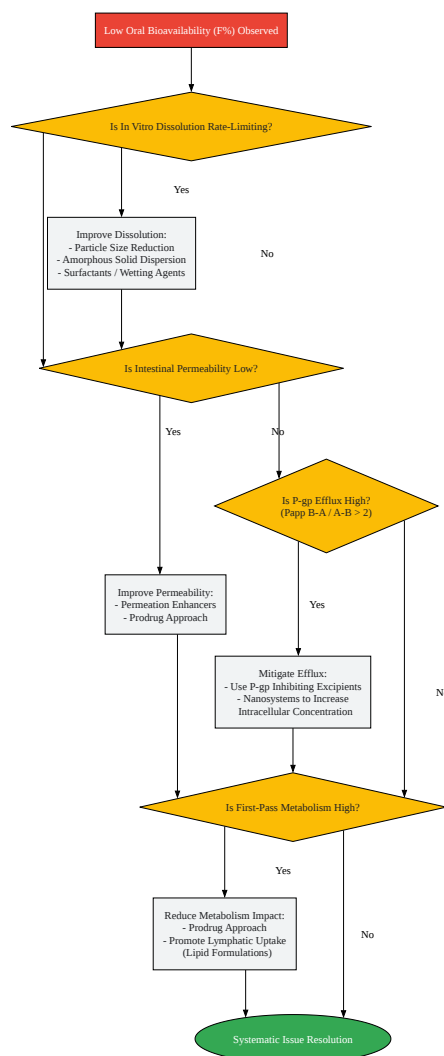 Low Oral Bioavailability (F%) Observed
Is In Vitro Dissolution Rate-Limiting?
Yes
Improve Dissolution:
- Particle Size Reduction
- Amorphous Solid Dispersion
- Surfactants / Wetting Agents
No
Is Intestinal Permeability Low?
Yes
No
Is P-gp Efflux High?
(Papp B-A / A-B > 2)
Improve Permeability:
- Permeation Enhancers
- Prodrug Approach
Yes
Mitigate Efflux:
- Use P-gp Inhibiting Excipients
- Nanosystems to Increase
Intracellular Concentration
Is First-Pass Metabolism High?
Yes
Reduce Metabolism Impact:
- Prodrug Approach
- Promote Lymphatic Uptake
(Lipid Formulations)
No
Systematic Issue Resolution